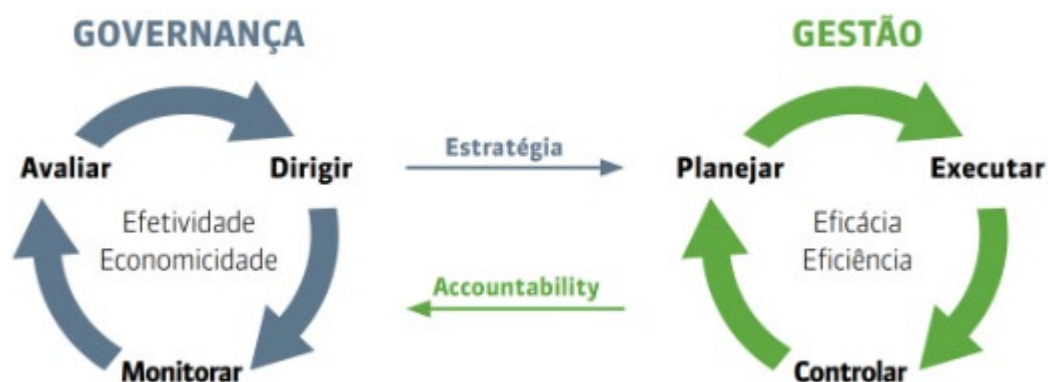 GOVERNANÇA
Avaliar
Dirigir
Efetividade
Economicidade
Monitorar
Estratégia
Accountability
GESTÃO
Planejar
Executar
Eficácia
Eficiência
Controlar